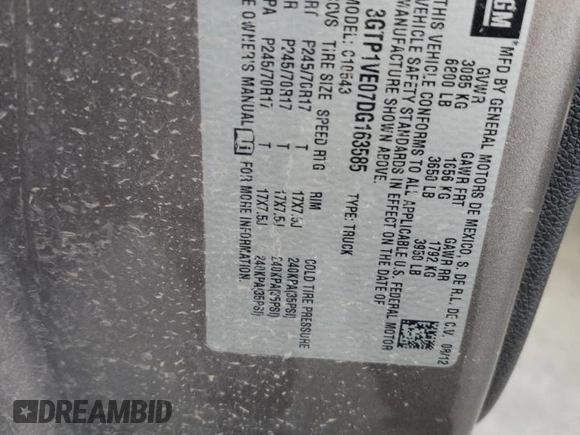 GM
MFD BY GENERAL MOTORS DE MEXICO, S. DE R.L. DE C.V. 08/12
GVWR GAWR FRT GAWR RR
3085 KG 1656 KG 1792 KG
6800 LB 3650 LB 3950 LB
THIS VEHICLE CONFORMS TO ALL APPLICABLE U.S. FEDERAL MOTOR
VEHICLE SAFETY STANDARDS IN EFFECT ON THE DATE OF
MANUFACTURE SHOWN ABOVE.
3GTP1VE07DG163585 TYPE: TRUCK
MODEL: C10543
TIRE SIZE SPEED RTG RIM COLD TIRE PRESSURE
P245/70R17 T 17X7.5J 240KPA(35PSI)
P245/70R17 T 17X7.5J 240KPA(35PSI)
P245/70R17 T 17X7.5J 240KPA(35PSI)
OWNER'S MANUAL
DREAMBID